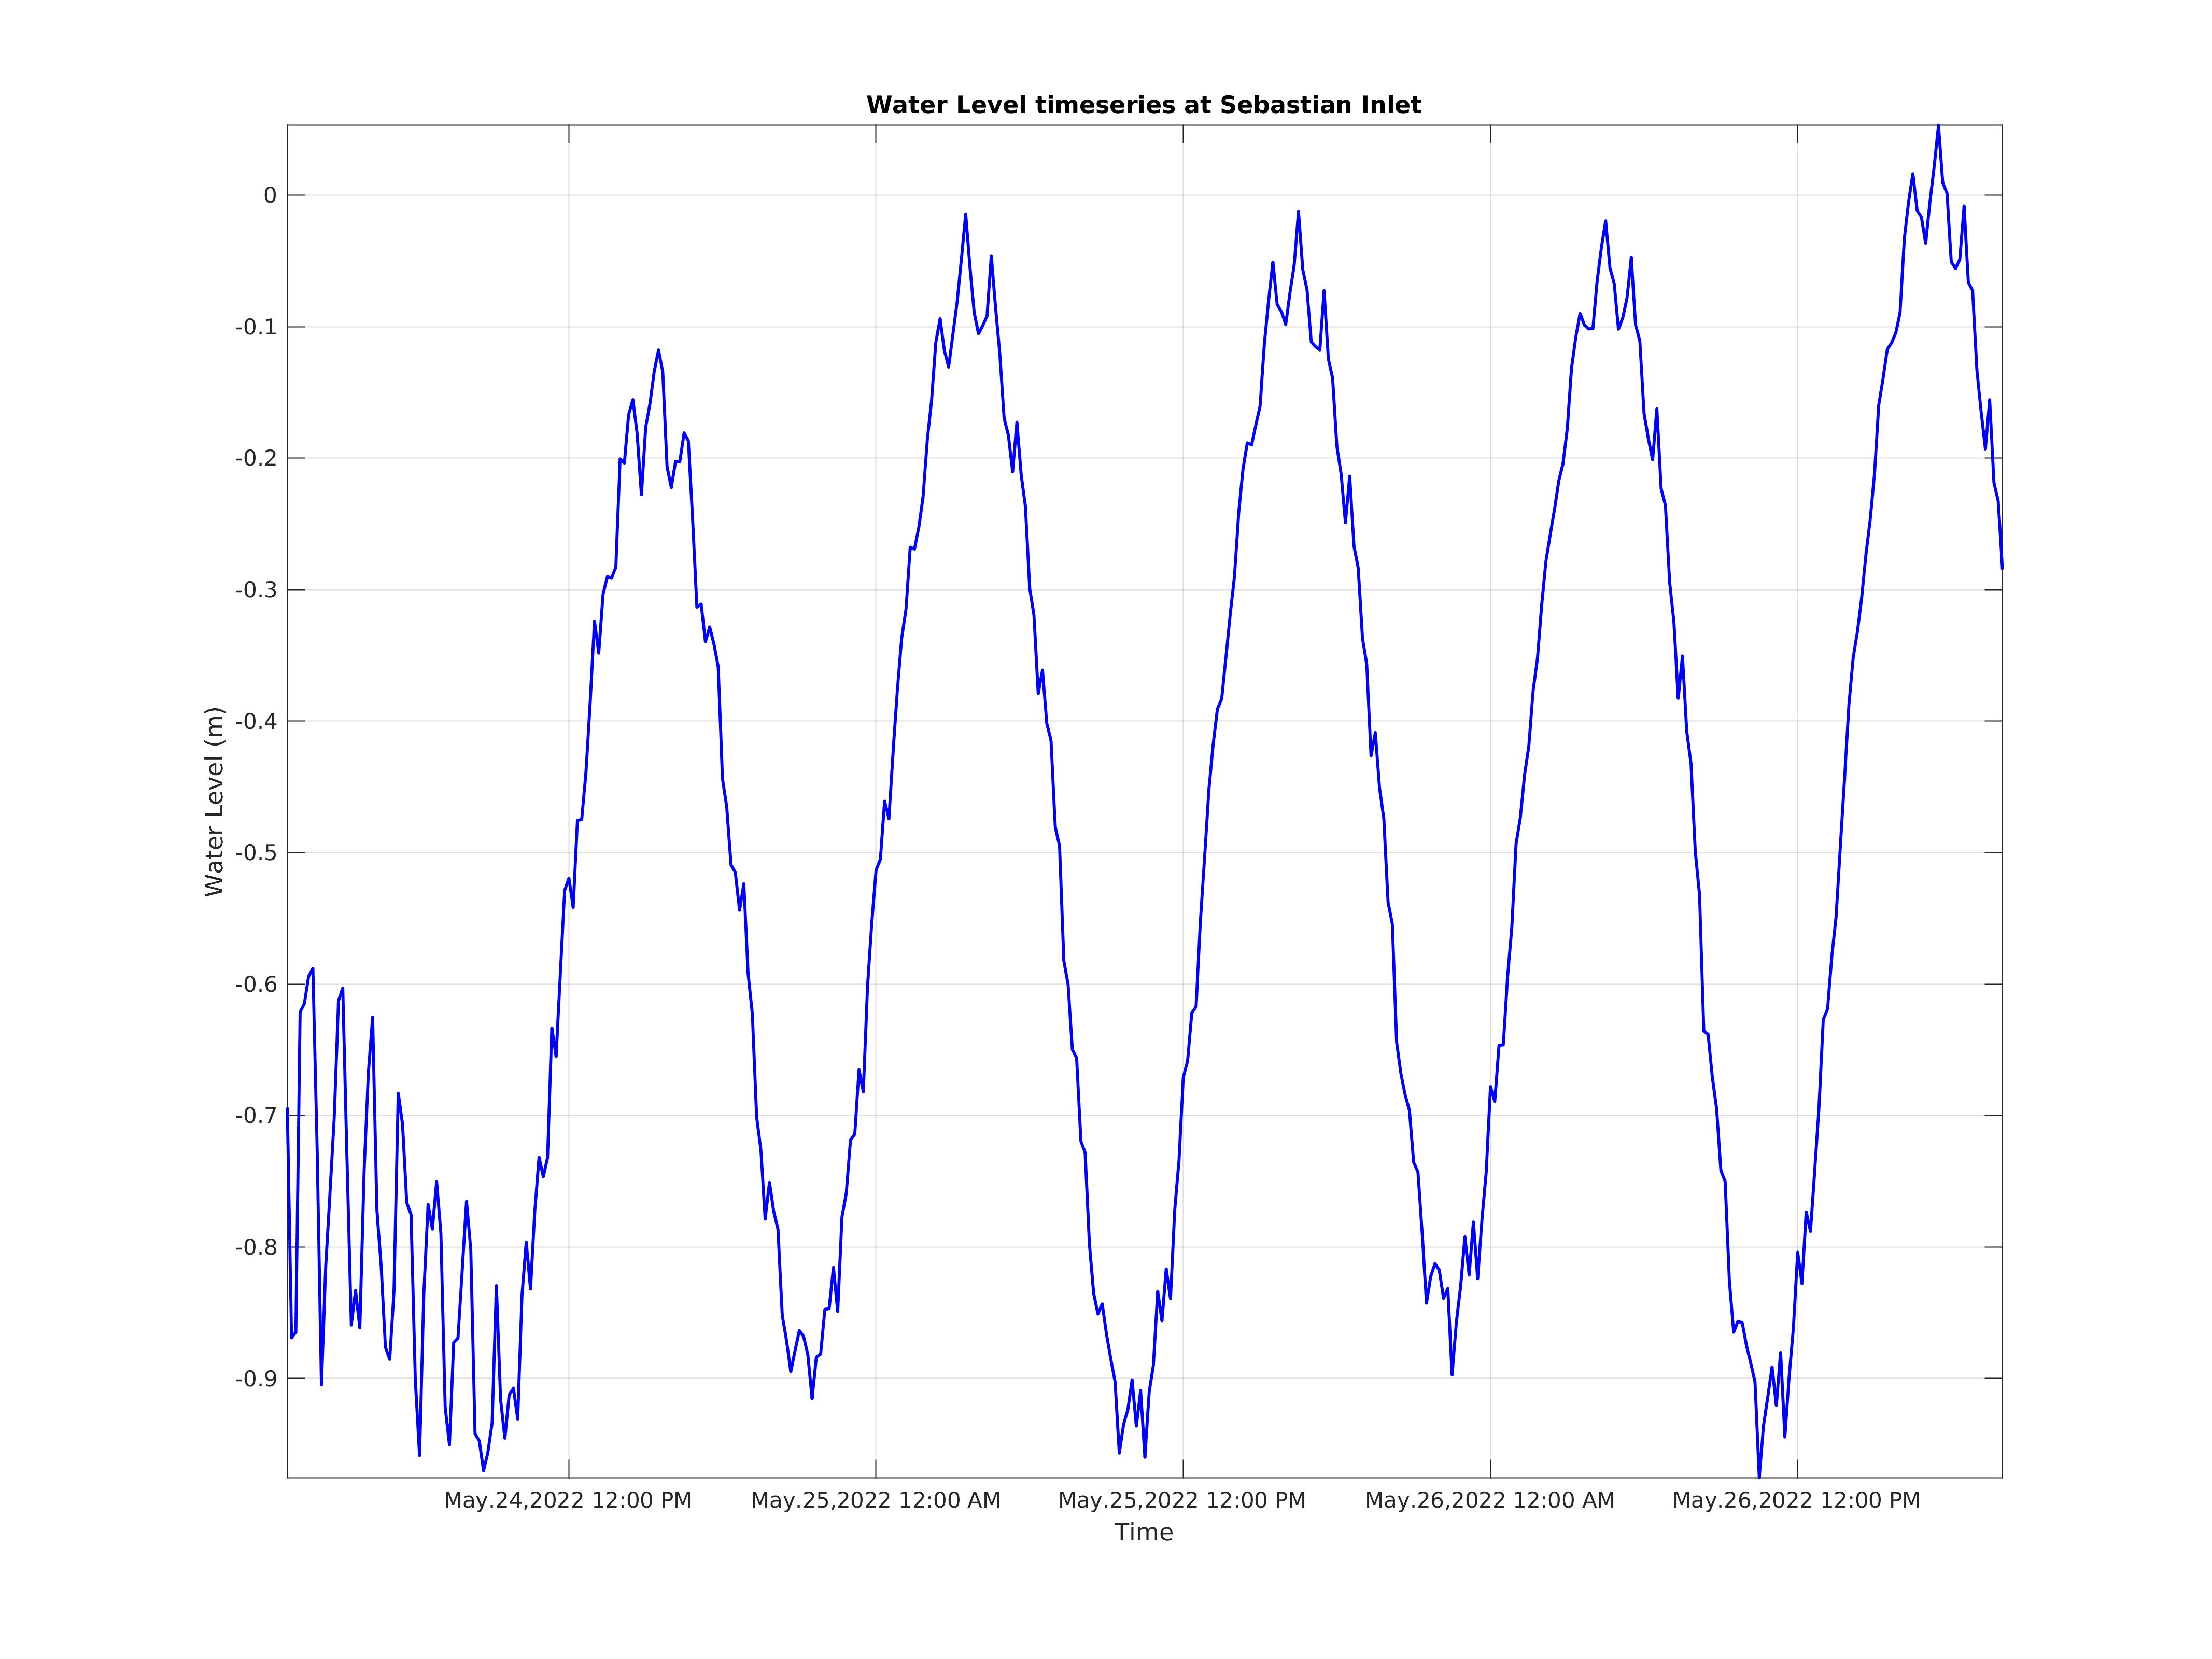 Water Level timeseries at Sebastian Inlet
0
-0.1
-0.2
-0.3
-0.4
-0.5
-0.6
-0.7
-0.8
-0.9
Water Level (m)
May.24,2022 12:00 PM
May.25,2022 12:00 AM
May.25,2022 12:00 PM
May.26,2022 12:00 AM
May.26,2022 12:00 PM
Time